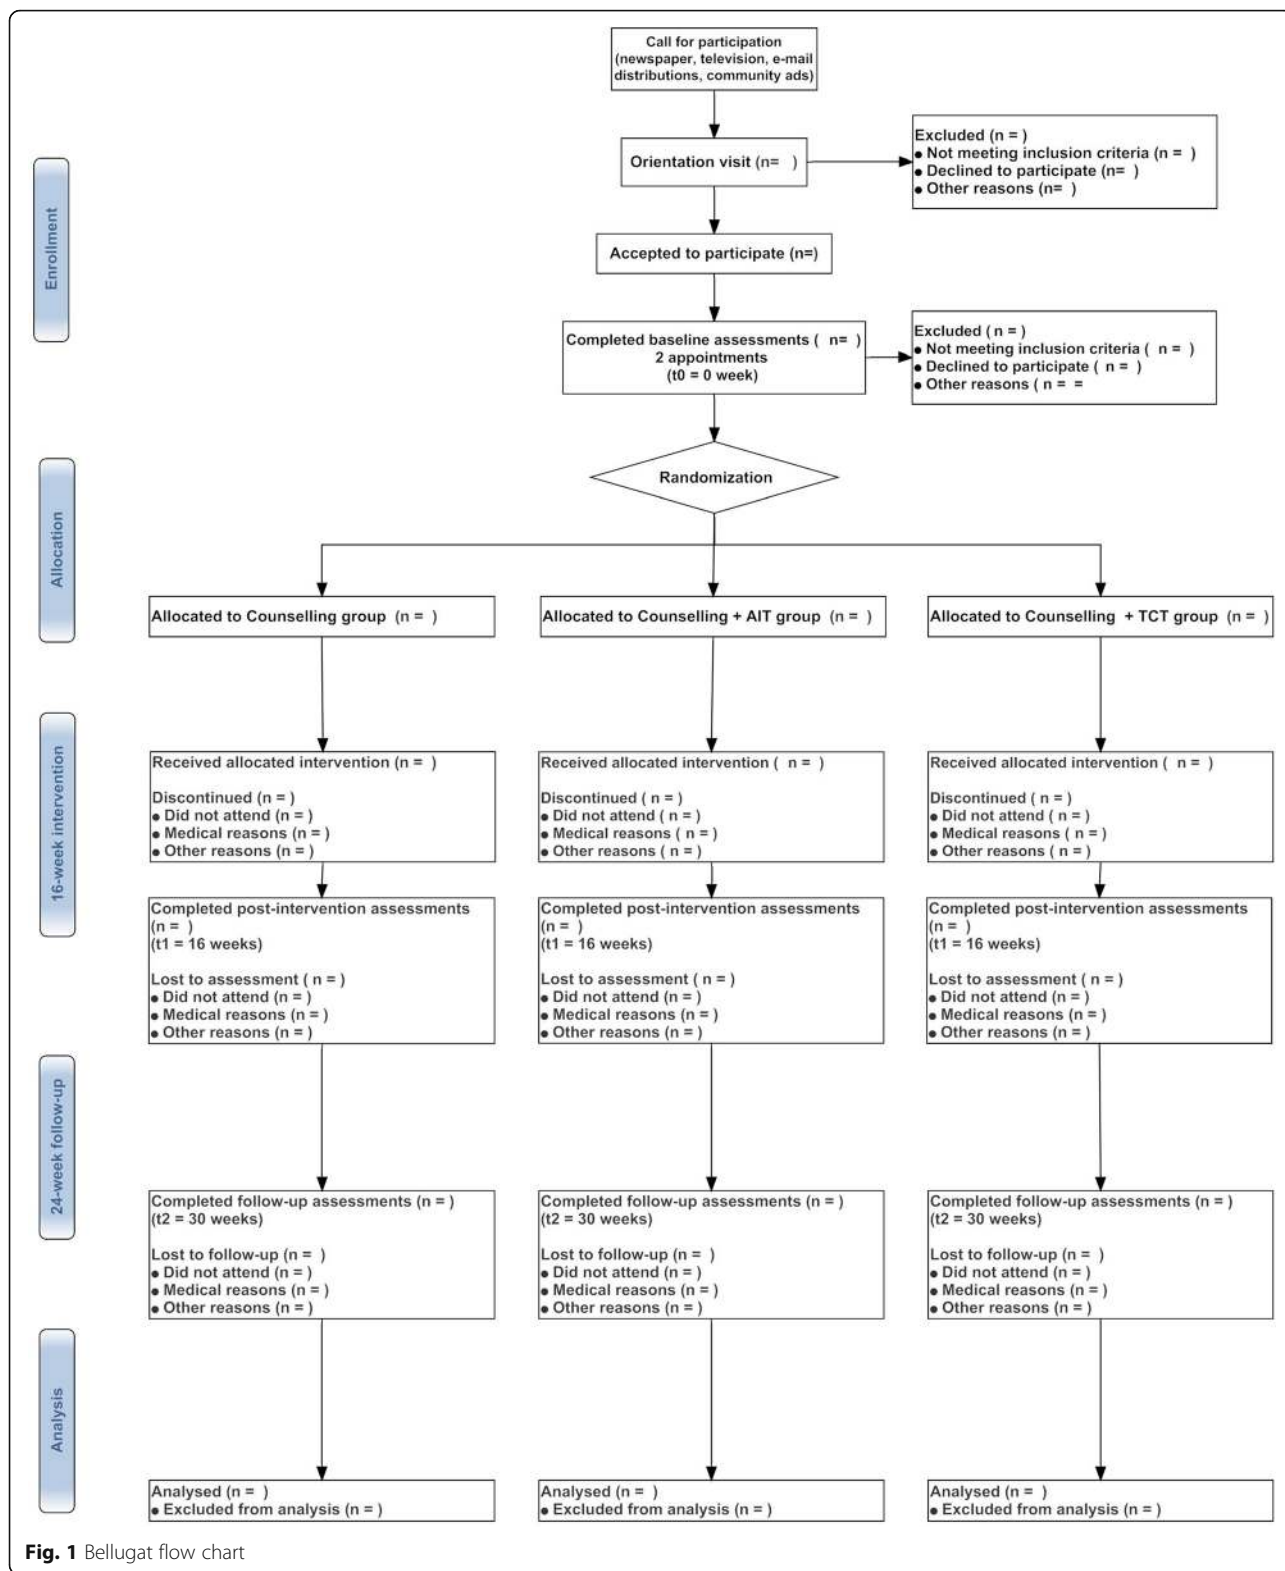 Call for participation
(newspaper, television, e-mail
distributions, community ads)
Orientation visit (n=   )
Excluded (n = )
● Not meeting inclusion criteria (n =  )
● Declined to participate (n=  )
● Other reasons (n=  )
Enrollment
Accepted to participate (n=)
Completed baseline assessments (  n=  )
2 appointments
(t0 = 0 week)
Excluded ( n = )
● Not meeting inclusion criteria (  n =  )
● Declined to participate (  n =  )
● Other reasons ( n =  =
Allocation
Randomization
Allocated to Counselling group  (n =   )
Allocated to Counselling + AIT group  (n =   )
Allocated to Counselling  + TCT group  (n =   )
16-week intervention
Received allocated intervention (n =   )
Discontinued (n = )
● Did not attend (n = )
● Medical reasons (n = )
● Other reasons (n = )
Received allocated intervention (  n =   )
Discontinued ( n = )
● Did not attend ( n = )
● Medical reasons ( n = )
● Other reasons ( n = )
Received allocated intervention (  n =   )
Discontinued ( n = )
● Did not attend ( n = )
● Medical reasons ( n = )
● Other reasons ( n = )
Completed post-intervention assessments
(n =   )
(t1 = 16 weeks)
Lost to assessment ( n = )
● Did not attend (n = )
● Medical reasons (n = )
● Other reasons (n = )
Completed post-intervention assessments
(n =   )
(t1 = 16 weeks)
Lost to assessment ( n = )
● Did not attend (n = )
● Medical reasons (n = )
● Other reasons (n = )
Completed post-intervention assessments
(n =   )
(t1 = 16 weeks)
Lost to assessment ( n = )
● Did not attend (n = )
● Medical reasons (n = )
● Other reasons (n = )
24-week follow-up
Completed follow-up assessments (n = )
(t2 = 30 weeks)
Lost to follow-up (n =   )
● Did not attend (n = )
● Medical reasons (n = )
● Other reasons (n = )
Completed follow-up assessments (n = )
(t2 = 30 weeks)
Lost to follow-up (n =   )
● Did not attend (n = )
● Medical reasons (n = )
● Other reasons (n = )
Completed follow-up assessments (n = )
(t2 = 30 weeks)
Lost to follow-up (n =   )
● Did not attend (n = )
● Medical reasons (n = )
● Other reasons (n = )
Analysis
Analysed (n =   )
● Excluded from analysis (n = )
Analysed (n =   )
● Excluded from analysis (n = )
Analysed (n =   )
● Excluded from analysis (n = )
Fig. 1 Bellugat flow chart